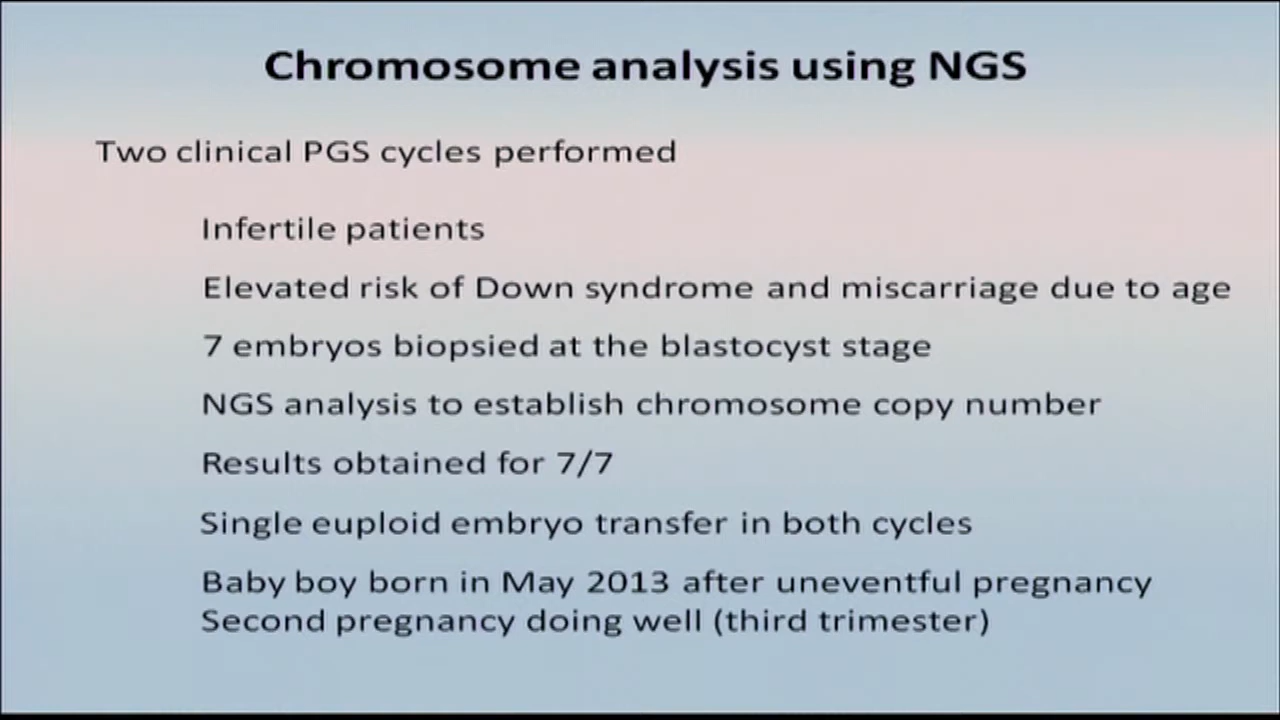 Chromosome analysis using NGS
Two clinical PGS cycles performed
Infertile patients
Elevated risk of Down syndrome and miscarriage due to age
7 embryos biopsied at the blastocyst stage
NGS analysis to establish chromosome copy number
Results obtained for 7/7
Single euploid embryo transfer in both cycles
Baby boy born in May 2013 after uneventful pregnancy
Second pregnancy doing well (third trimester)